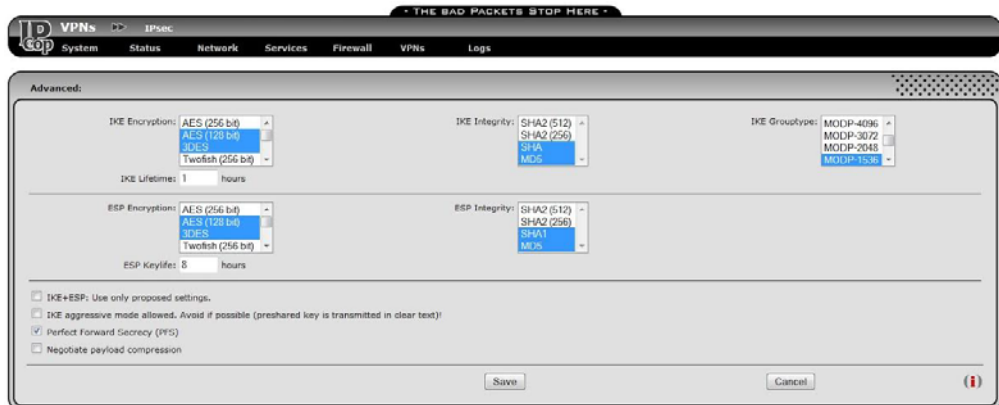 • THE BAD PACKETS STOP HERE •
IPCop
VPNs IPsec
System Status Network Services Firewall VPNs Logs
Advanced:
IKE Encryption: AES (256 bit)
AES (128 bit)
3DES
Twofish (256 bit)
IKE Integrity: SHA2 (512)
SHA2 (256)
SHA
MD5
IKE Grouptype: MODP-4096
MODP-3072
MODP-2048
MODP-1536
IKE Lifetime: 1 hours
ESP Encryption: AES (256 bit)
AES (128 bit)
3DES
Twofish (256 bit)
ESP Integrity: SHA2 (512)
SHA2 (256)
SHA1
MD5
ESP Keylife: 8 hours
IKE+ESP: Use only proposed settings.
IKE aggressive mode allowed. Avoid if possible (preshared key is transmitted in clear text)!
Perfect Forward Secrecy (PFS)
Negotiate payload compression
Save Cancel (i)